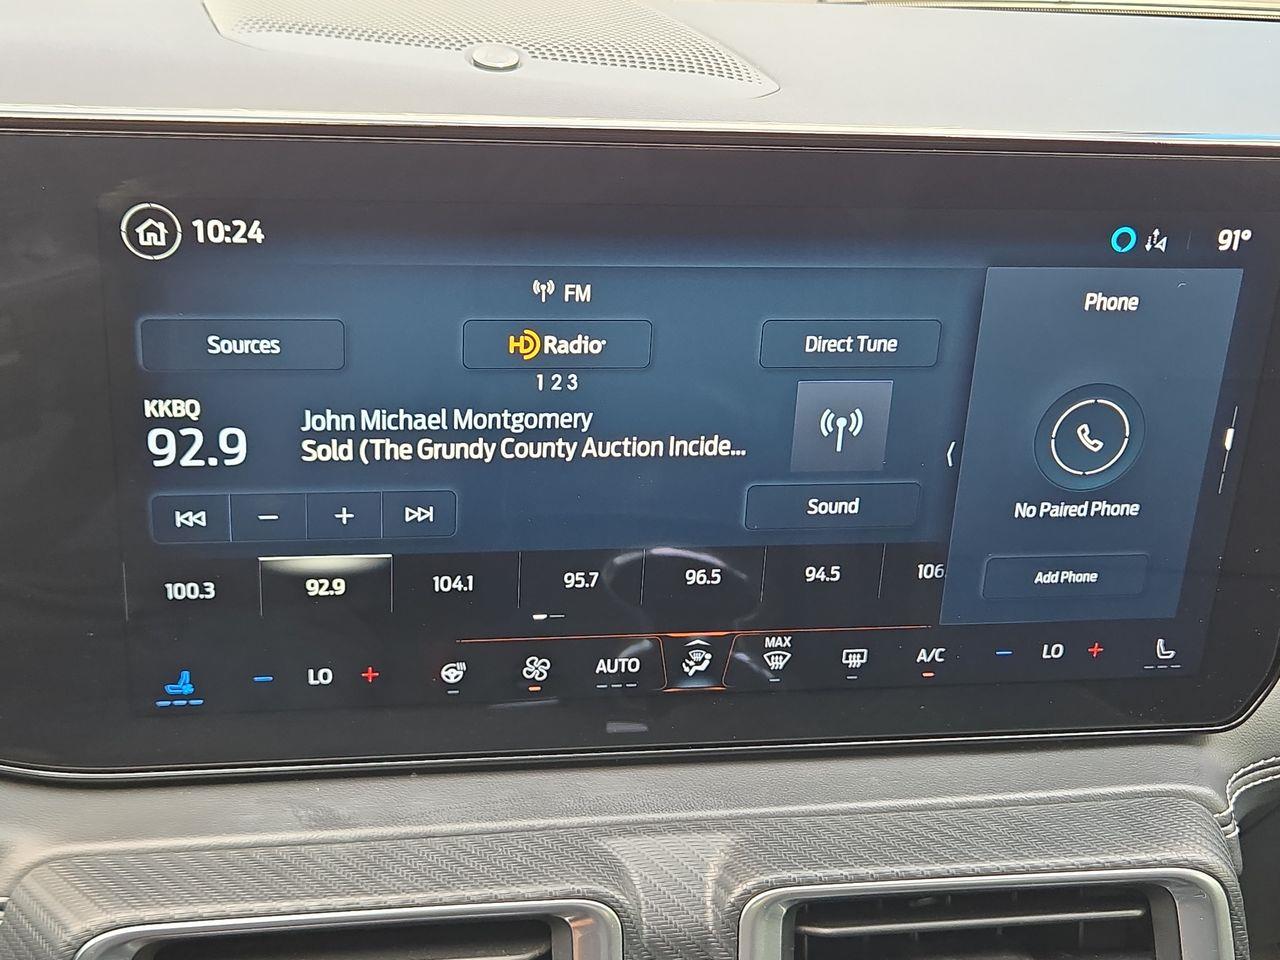 10:24
91°
FM
Phone
Sources
HD Radio
Direct Tune
1 2 3
KKBQ
92.9
John Michael Montgomery
Sold (The Grundy County Auction Incide...
No Paired Phone
Sound
Add Phone
100.3
92.9
104.1
95.7
96.5
94.5
106
LO
AUTO
MAX
A/C
LO